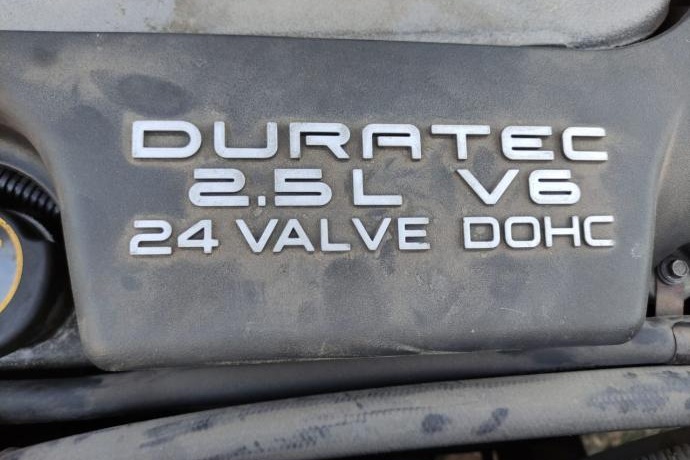 DURATEC
2.5L V6
24 VALVE DOHC